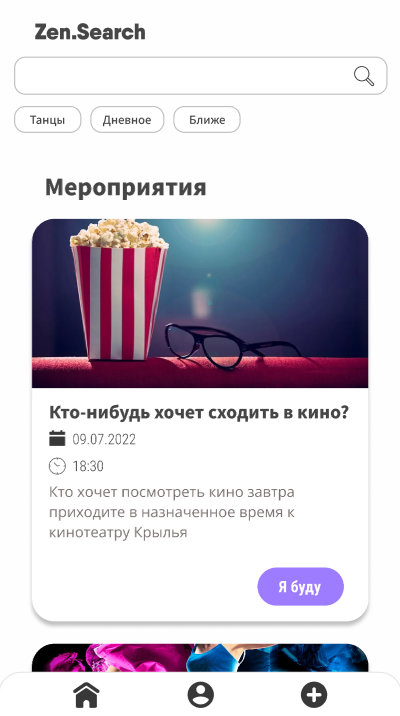 Zen.Search
Танцы
Дневное
Ближе
Мероприятия
Кто-нибудь хочет сходить в кино?
09.07.2022
18:30
Кто хочет посмотреть кино завтра
приходите в назначенное время к
кинотеатру Крылья
Я буду